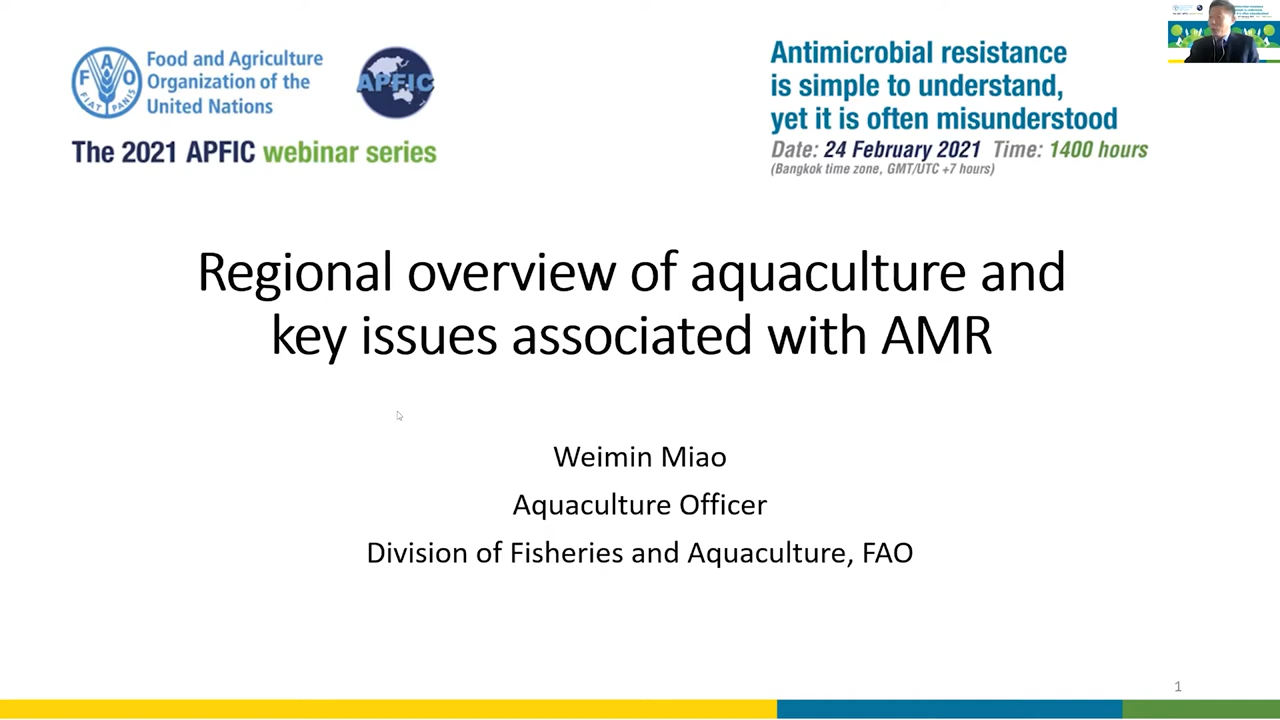 Food and Agriculture
Organization of the
United Nations
F A O
FIAT PANIS
APFIC
The 2021 APFIC webinar series
Antimicrobial resistance
is simple to understand,
yet it is often misunderstood
Date: 24 February 2021 Time: 1400 hours
(Bangkok time zone, GMT/UTC +7 hours)
Regional overview of aquaculture and
key issues associated with AMR
Weimin Miao
Aquaculture Officer
Division of Fisheries and Aquaculture, FAO
1